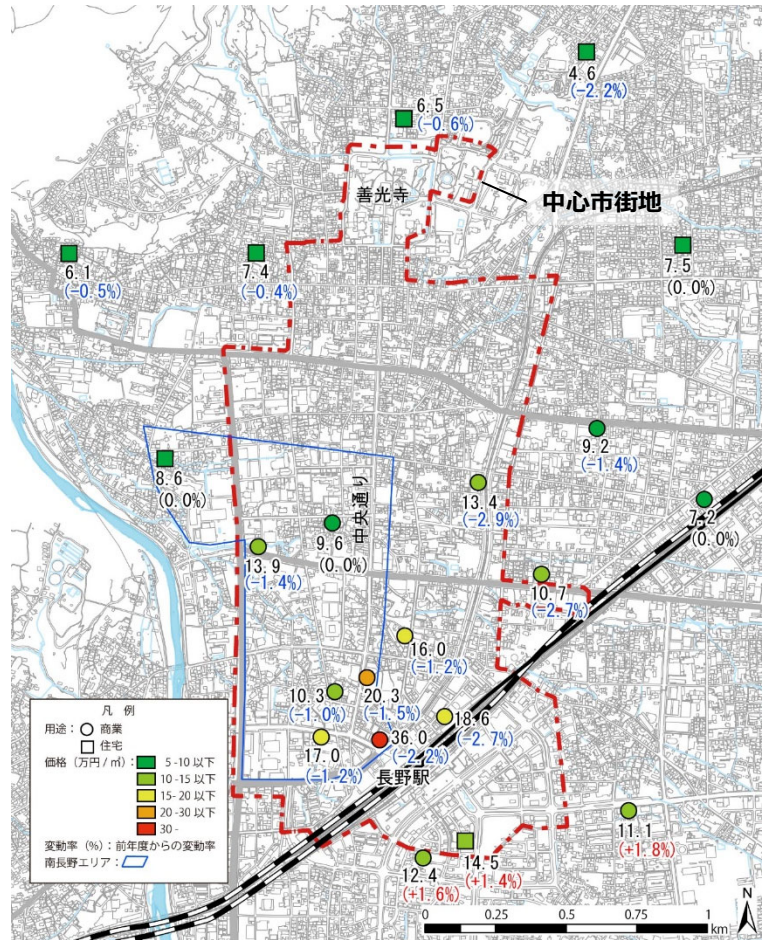 4.6
(-2.2%)
6.5
(-0.6%)
善光寺
中心市街地
6.1
(-0.5%)
7.4
(-0.4%)
7.5
(0.0%)
9.2
(-1.4%)
8.6
(0.0%)
13.4
(-2.9%)
7.2
(0.0%)
中央通り
9.6
(0.0%)
13.9
(-1.4%)
10.7
(-2.7%)
16.0
(-1.2%)
10.3
(-1.0%)
20.3
(-1.5%)
18.6
(-2.7%)
17.0
(-1.2%)
36.0
(-2.2%)
長野駅
11.1
(+1.8%)
14.5
(+1.4%)
12.4
(+1.6%)
凡 例
用途：商業
住宅
価格（万円/㎡）：5-10以下
10-15以下
15-20以下
20-30以下
30-
変動率（%）：前年度からの変動率
南長野エリア：
N
0 0.25 0.5 0.75 1
km